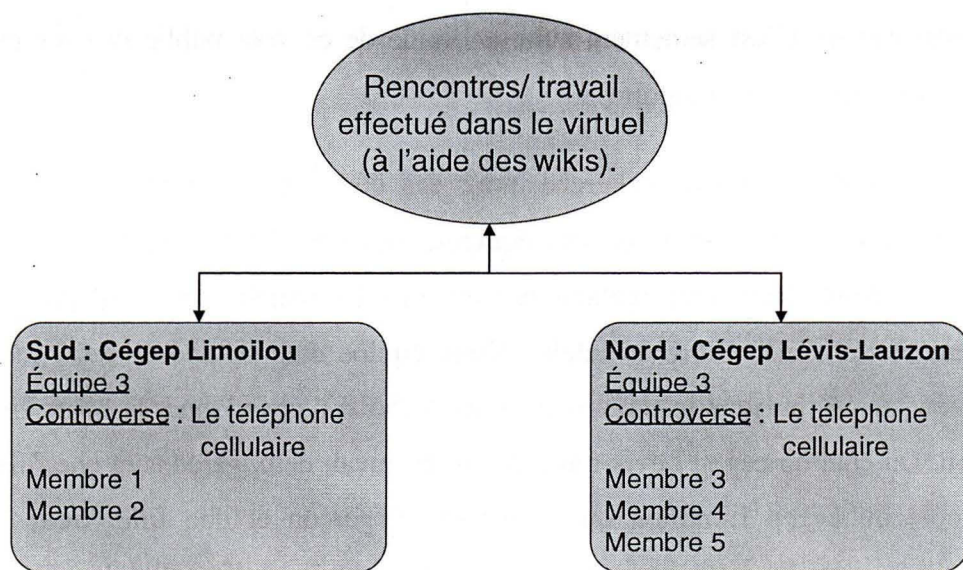 Rencontres/ travail
effectué dans le virtuel
(à l'aide des wikis).
Sud : Cégep Limoilou
Équipe 3
Controverse : Le téléphone
cellulaire
Membre 1
Membre 2
Nord : Cégep Lévis-Lauzon
Équipe 3
Controverse : Le téléphone
cellulaire
Membre 3
Membre 4
Membre 5